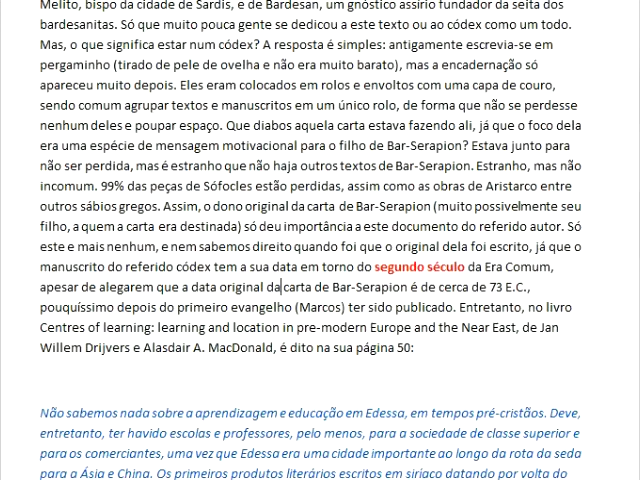 Melito, bispo da cidade de Sardis, e de Bardesan, um gnóstico assírio fundador da seita dos
bardesanitas. Só que muito pouca gente se dedicou a este texto ou ao códex como um todo.
Mas, o que significa estar num códex? A resposta é simples: antigamente escrevia-se em
pergaminho (tirado de pele de ovelha e não era muito barato), mas a encadernação só
apareceu muito depois. Eles eram colocados em rolos e envoltos com uma capa de couro,
sendo comum agrupar textos e manuscritos em um único rolo, de forma que não se perdesse
nenhum deles e poupar espaço. Que diabos aquela carta estava fazendo ali, já que o foco dela
era uma espécie de mensagem motivacional para o filho de Bar-Serapion? Estava junto para
não ser perdida, mas é estranho que não haja outros textos de Bar-Serapion. Estranho, mas não
incomum. 99% das peças de Sófocles estão perdidas, assim como as obras de Aristarco entre
outros sábios gregos. Assim, o dono original da carta de Bar-Serapion (muito possivelmente seu
filho, a quem a carta era destinada) só deu importância a este documento do referido autor. Só
este e mais nenhum, e nem sabemos direito quando foi que o original dela foi escrito, já que o
manuscrito do referido códex tem a sua data em torno do segundo século da Era Comum,
apesar de alegarem que a data original da carta de Bar-Serapion é de cerca de 73 E.C.,
pouquíssimo depois do primeiro evangelho (Marcos) ter sido publicado. Entretanto, no livro
Centres of learning: learning and location in pre-modern Europe and the Near East, de Jan
Willem Drijvers e Alasdair A. MacDonald, é dito na sua página 50:
Não sabemos nada sobre a aprendizagem e educação em Edessa, em tempos pré-cristãos. Deve,
entretanto, ter havido escolas e professores, pelo menos, para a sociedade de classe superior e
para os comerciantes, uma vez que Edessa era uma cidade importante ao longo da rota da seda
para a Ásia e China. Os primeiros produtos literários escritos em siríaco datando por volta do